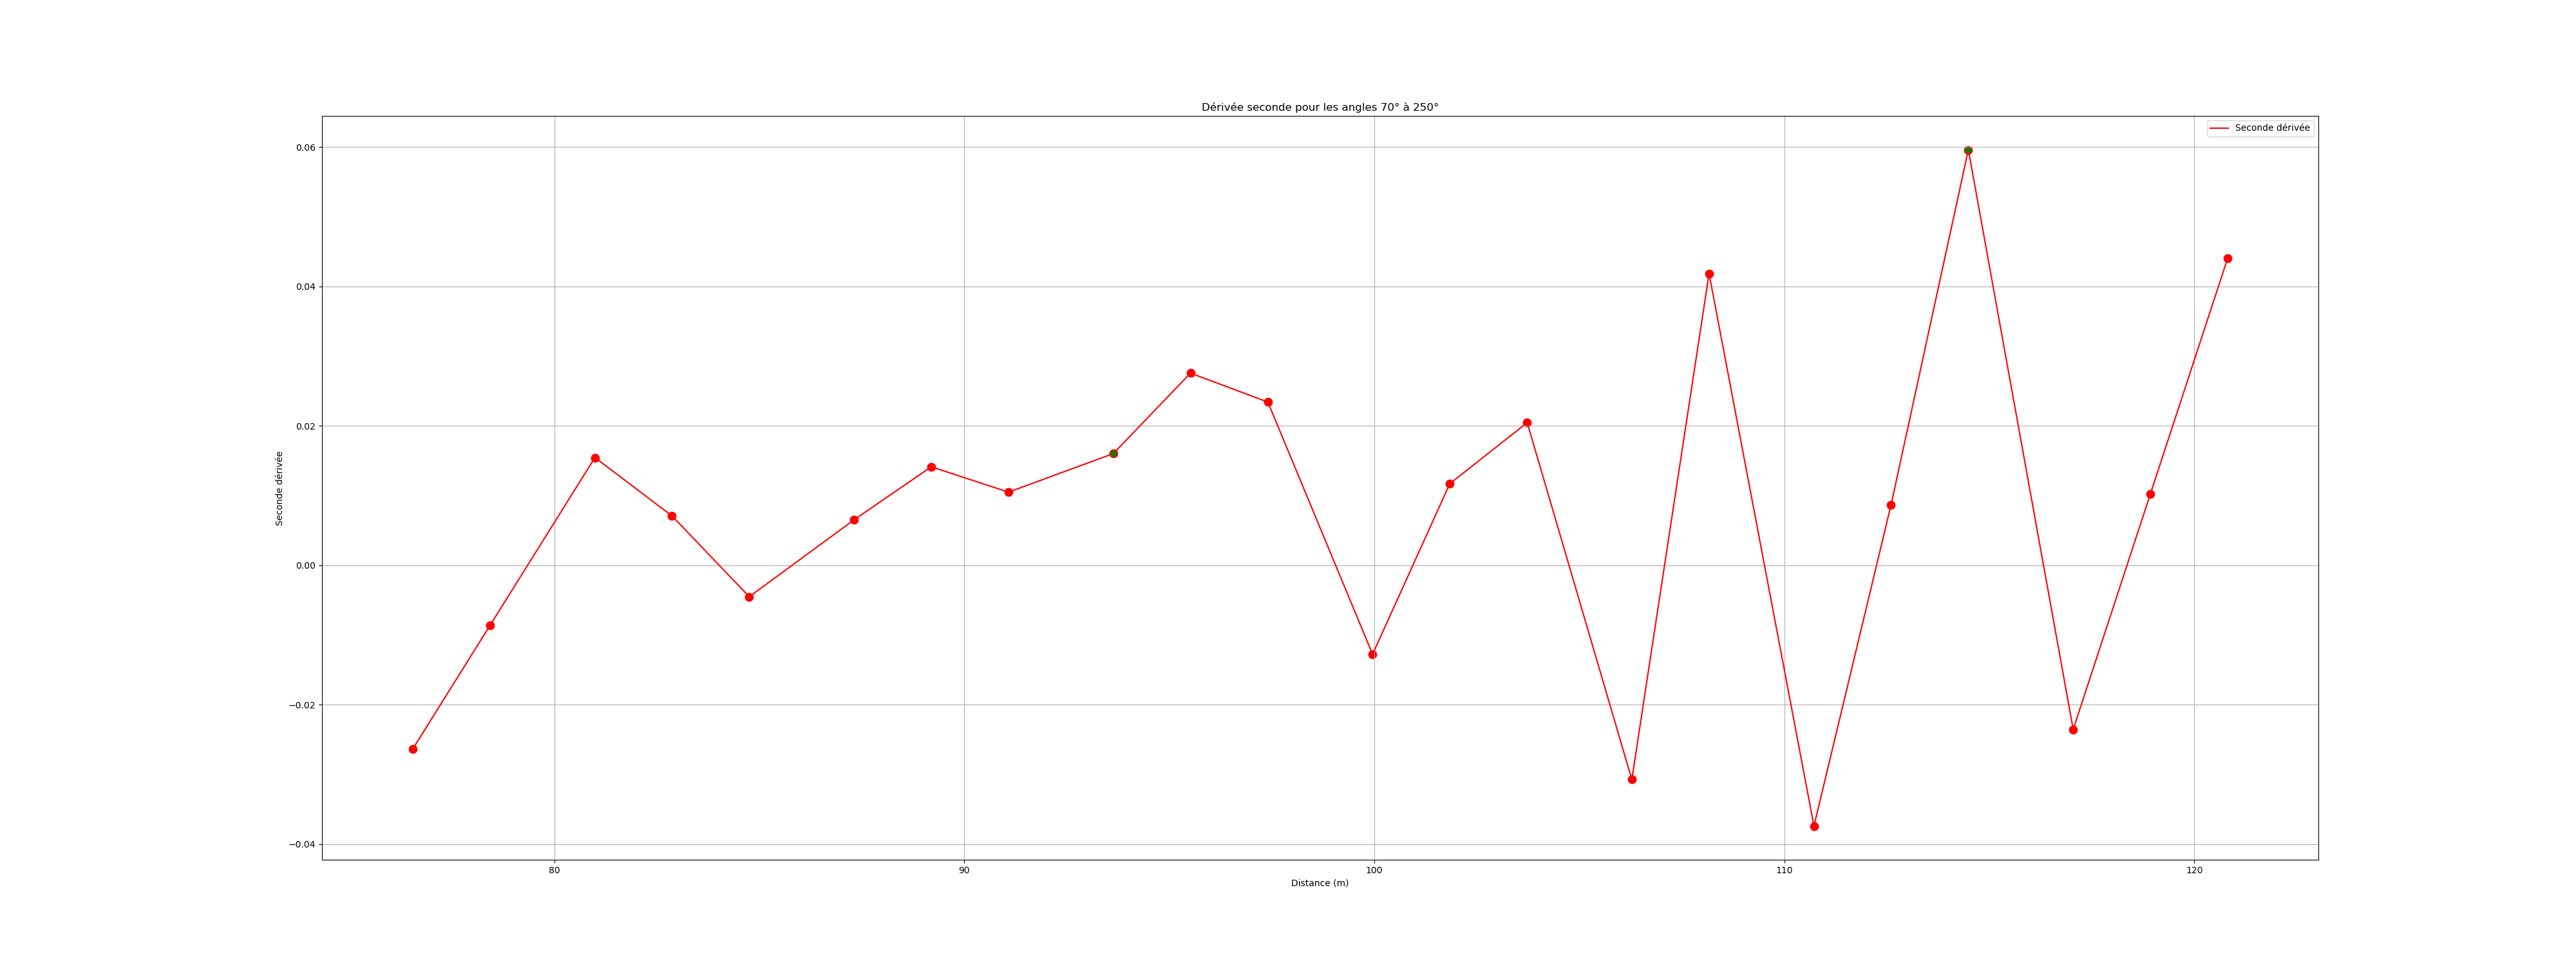 Dérivée seconde pour les angles 70° à 250°
Seconde dérivée
0.06
0.04
0.02
0.00
−0.02
−0.04
Seconde dérivée
80
90
100
110
120
Distance (m)